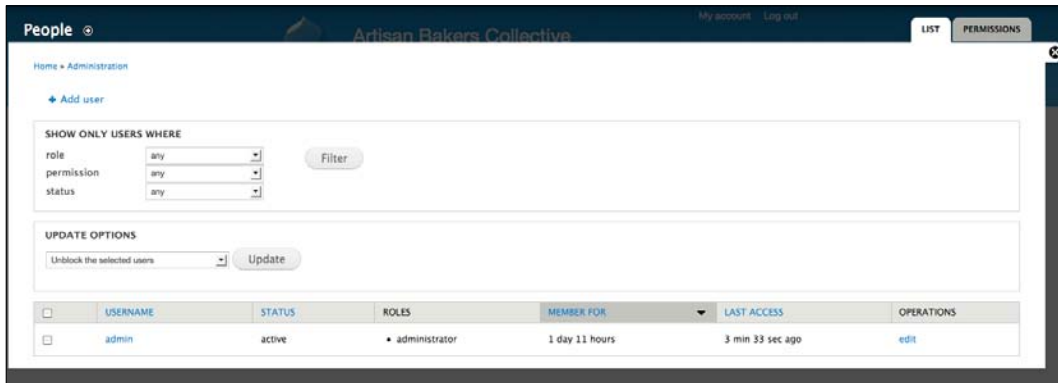 My account Log out
People
Artisan Bakers Collective
LIST PERMISSIONS
Home » Administration
+ Add user
SHOW ONLY USERS WHERE
role any
Filter
permission any
status any
UPDATE OPTIONS
Unblock the selected users Update
USERNAME STATUS ROLES MEMBER FOR LAST ACCESS OPERATIONS
admin active • administrator 1 day 11 hours 3 min 33 sec ago edit